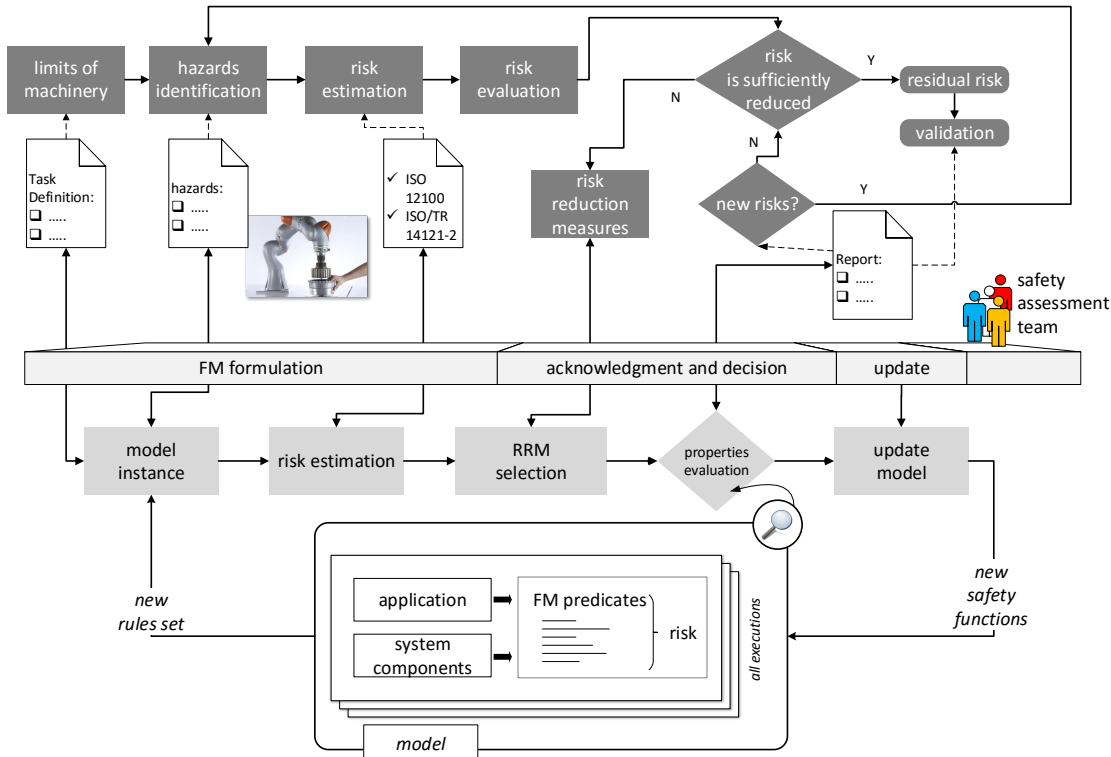 limits of
machinery
hazards
identification
risk
estimation
risk
evaluation
risk
is sufficiently
reduced
Y
N
residual risk
validation
N
new risks?
Y
risk
reduction
measures
Task
Definition:
❑ .....
❑ .....
hazards:
❑ .....
❑ .....
✓ ISO
12100
✓ ISO/TR
14121-2
Report:
❑ .....
❑ .....
safety
assessment
team
FM formulation
acknowledgment and decision
update
model
instance
risk estimation
RRM
selection
properties
evaluation
update
model
new
rules set
application
system
components
FM predicates
risk
all executions
model
new
safety
functions